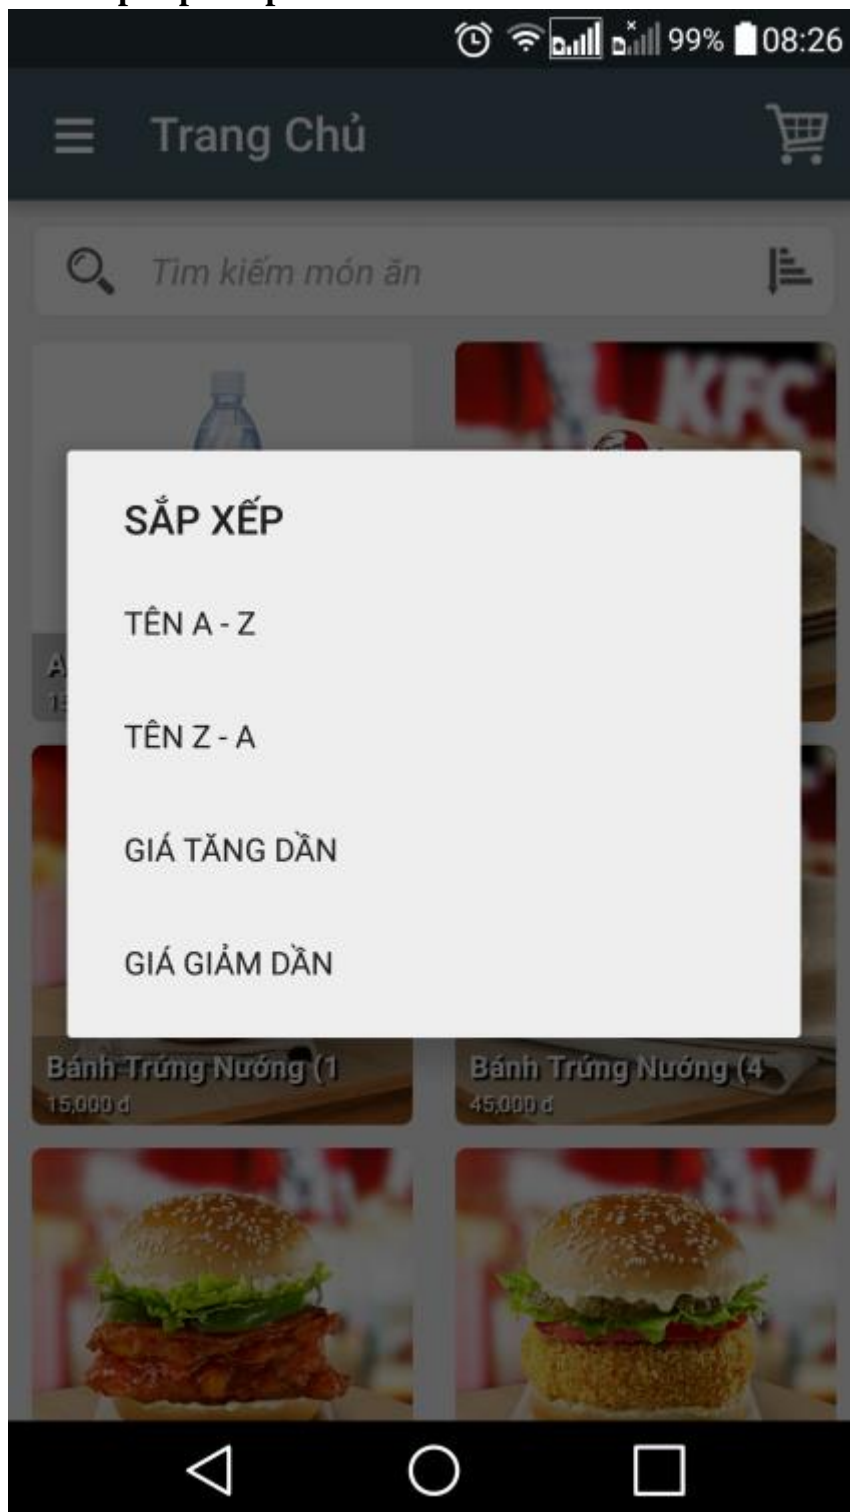 99% 08:26
Trang Chủ
Tìm kiếm món ăn
KFC
SẮP XẾP
TÊN A - Z
TÊN Z - A
GIÁ TĂNG DẦN
GIÁ GIẢM DẦN
Bánh Trứng Nướng (1
15,000 đ
Bánh Trứng Nướng (4
45,000 đ